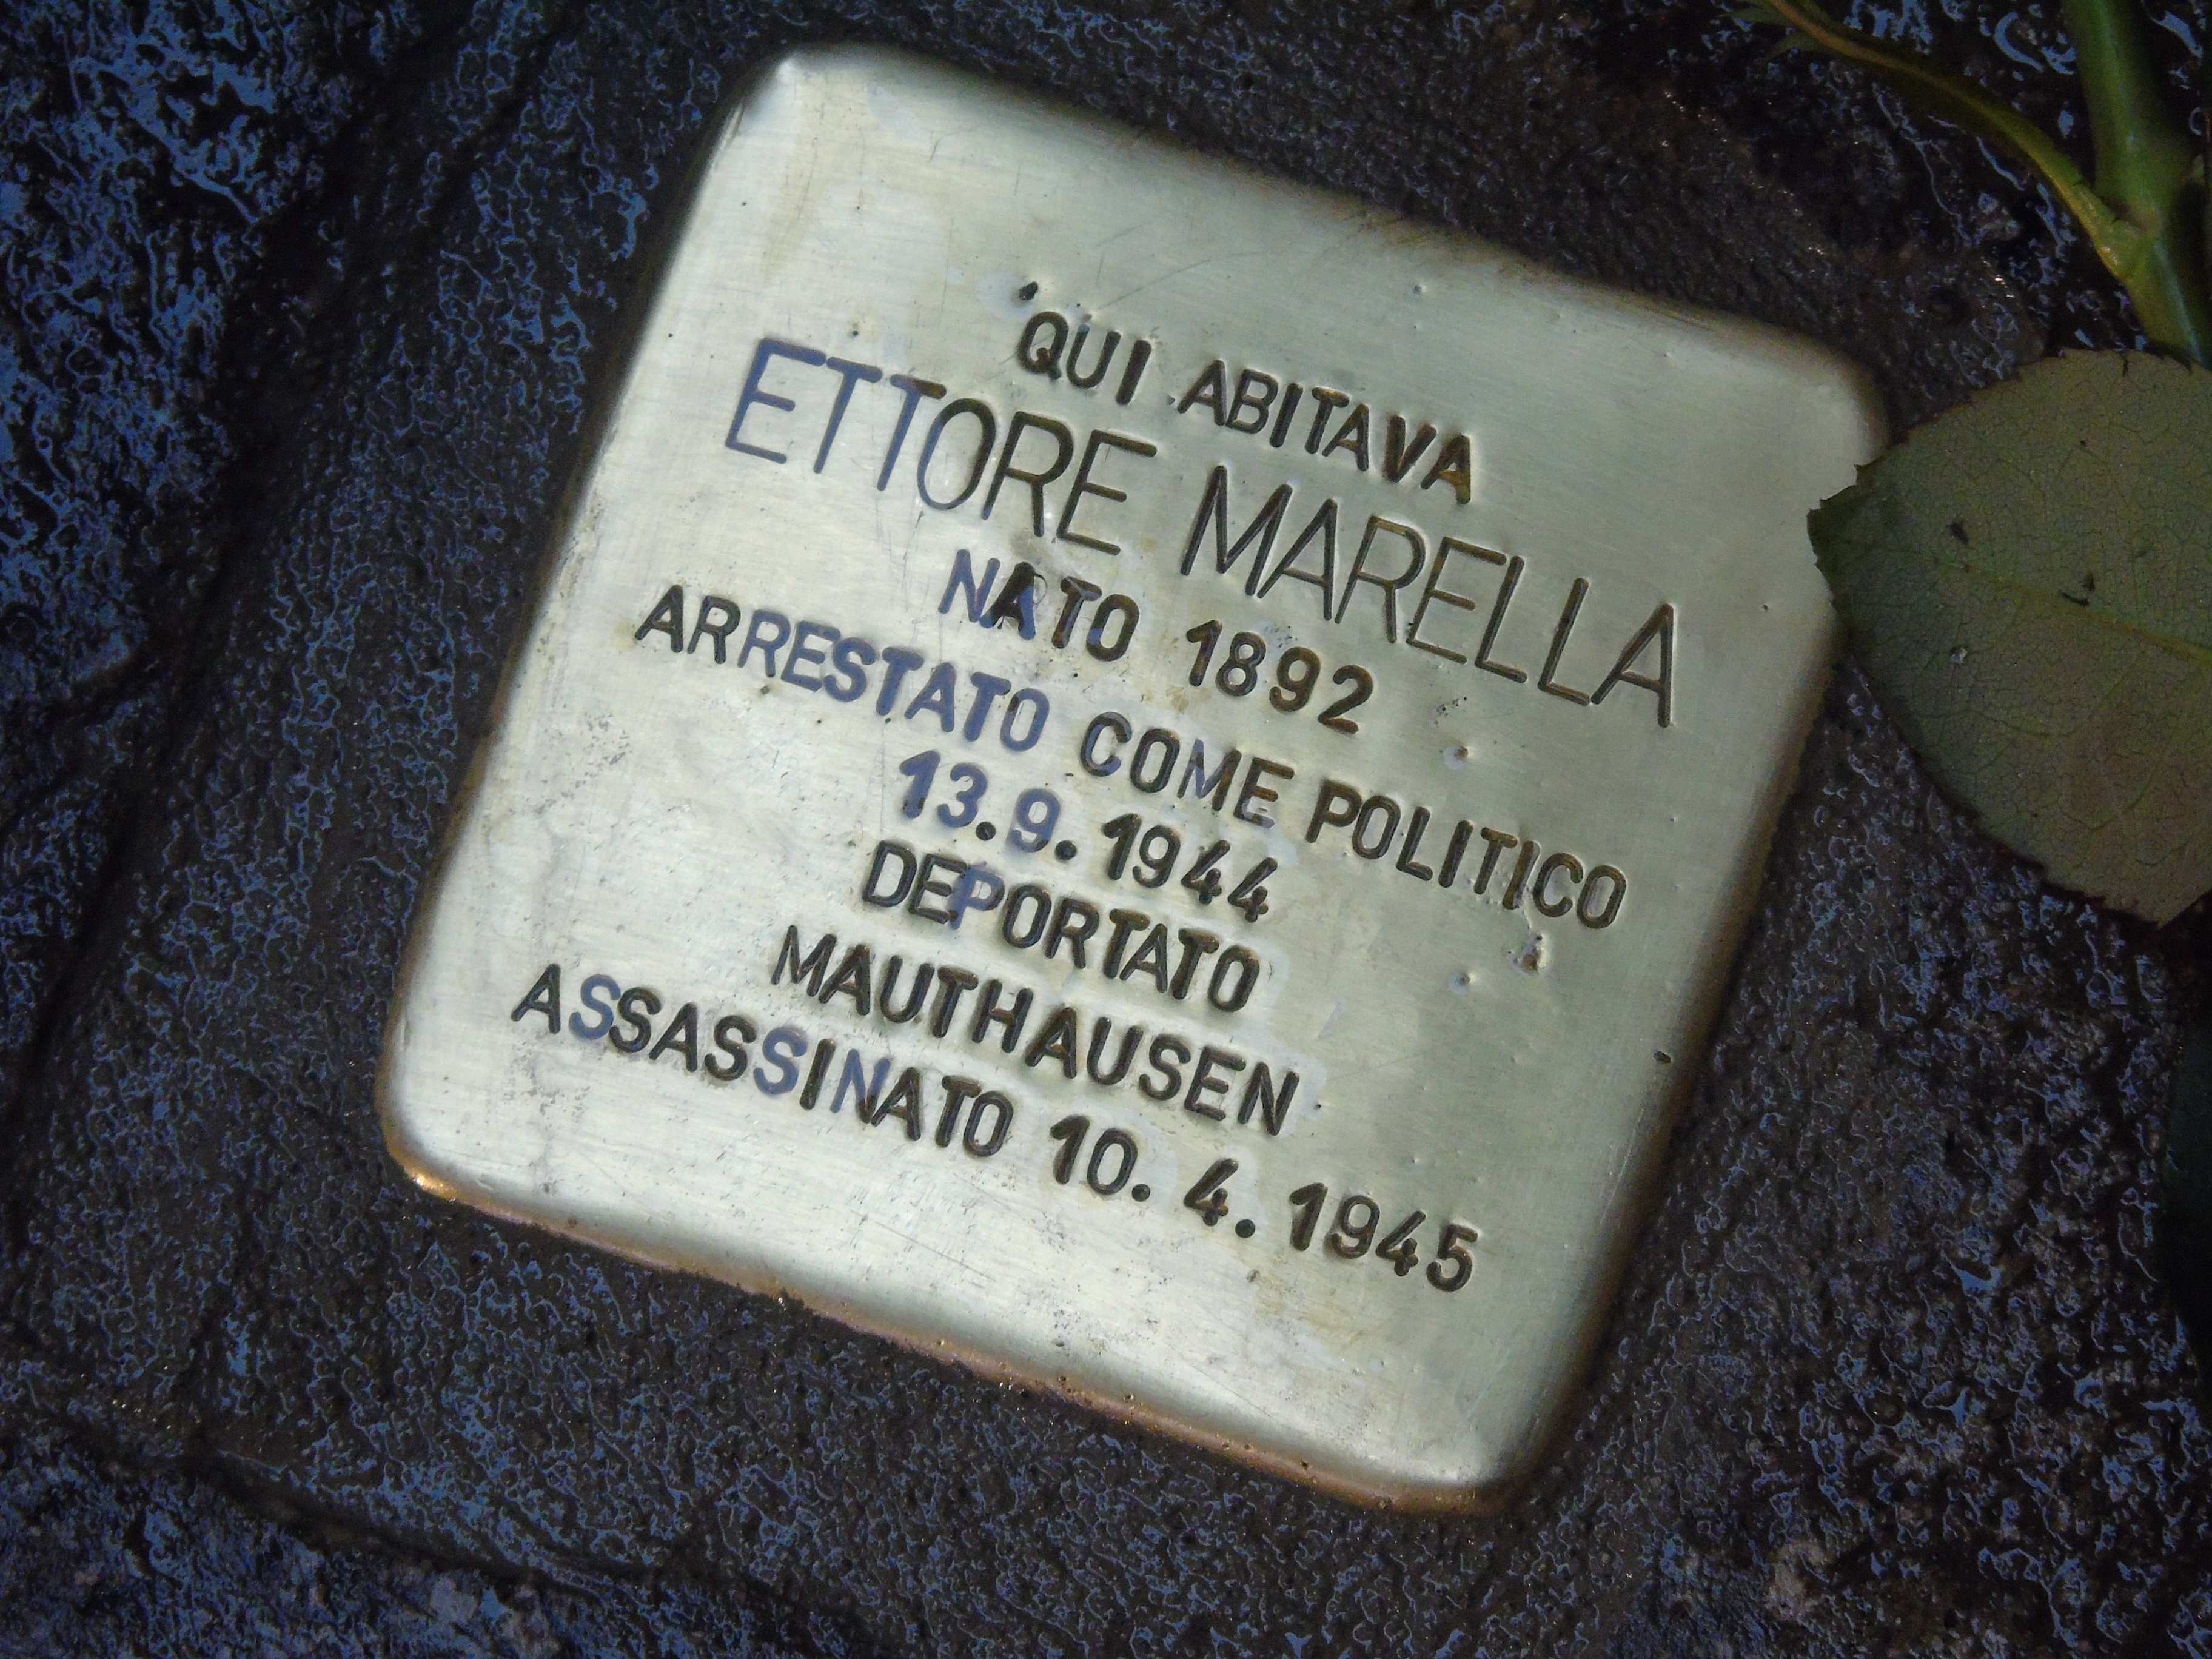 QUI ABITAVA
ETTORE MARELLA
NATO 1892
ARRESTATO COME POLITICO
13.9.1944
DEPORTATO
MAUTHAUSEN
ASSASSINATO 10.4.1945